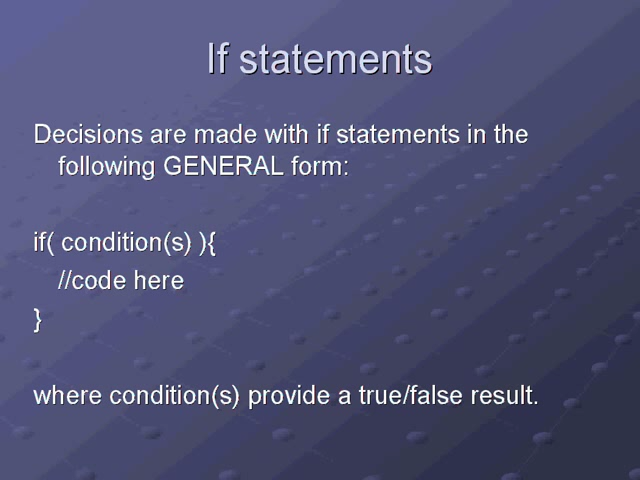 If statements
Decisions are made with if statements in the
following GENERAL form:
if( condition(s) ){
//code here
}
where condition(s) provide a true/false result.